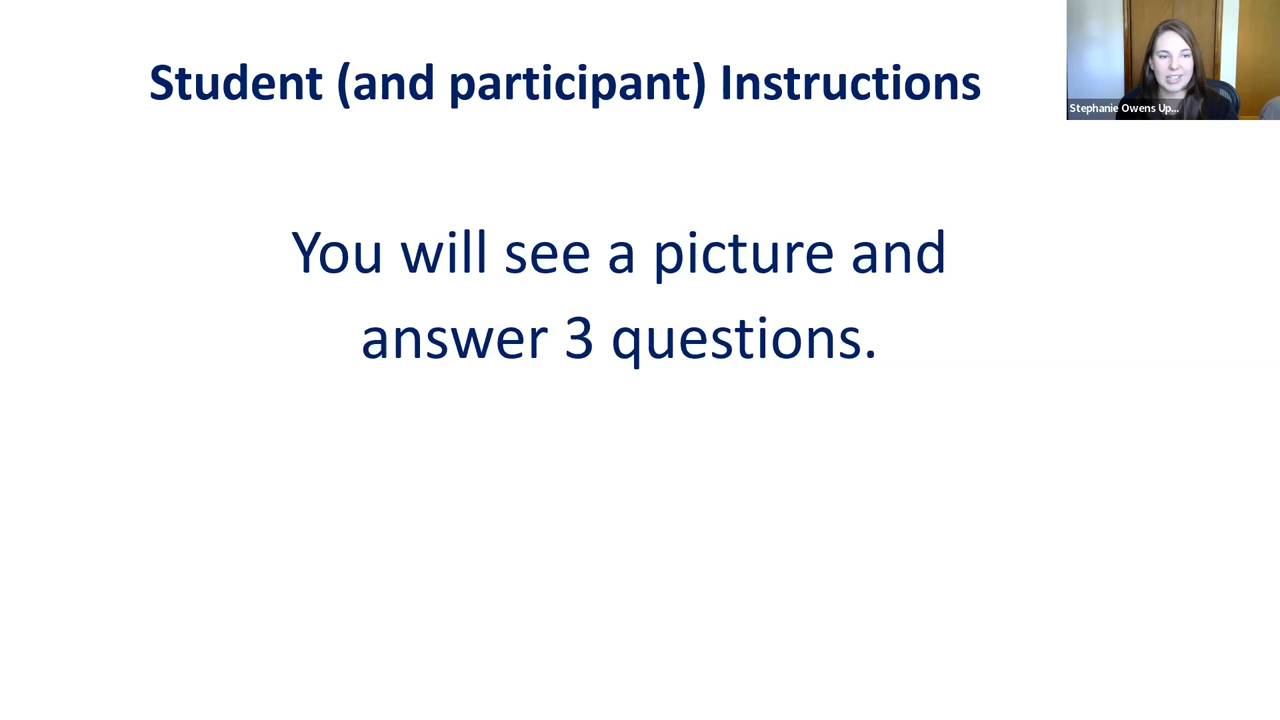 Student (and participant) Instructions
Stephanie Owens Up...
You will see a picture and
answer 3 questions.